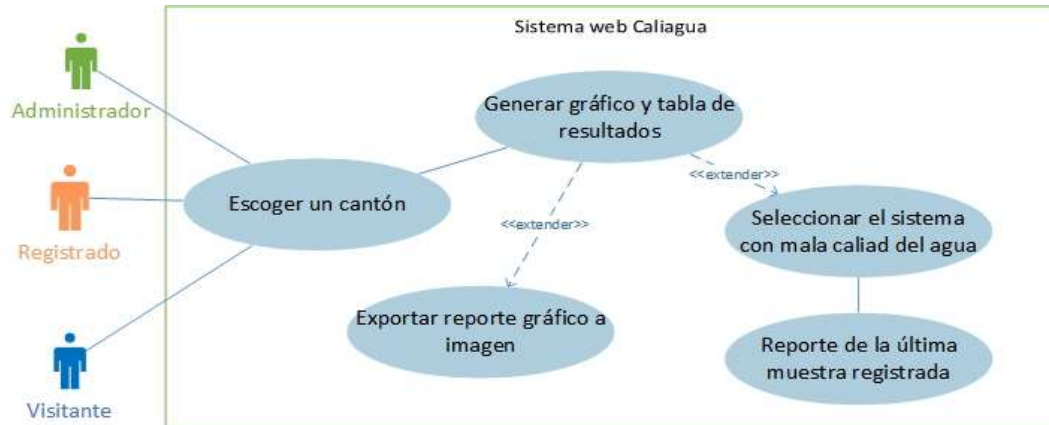 Sistema web Caliagua
Administrador
Generar gráfico y tabla de
resultados
<<extender>>
Registrado
Escoger un cantón
<<extender>>
Seleccionar el sistema
con mala caliad del agua
Exportar reporte gráfico a
imagen
Reporte de la última
muestra registrada
Visitante